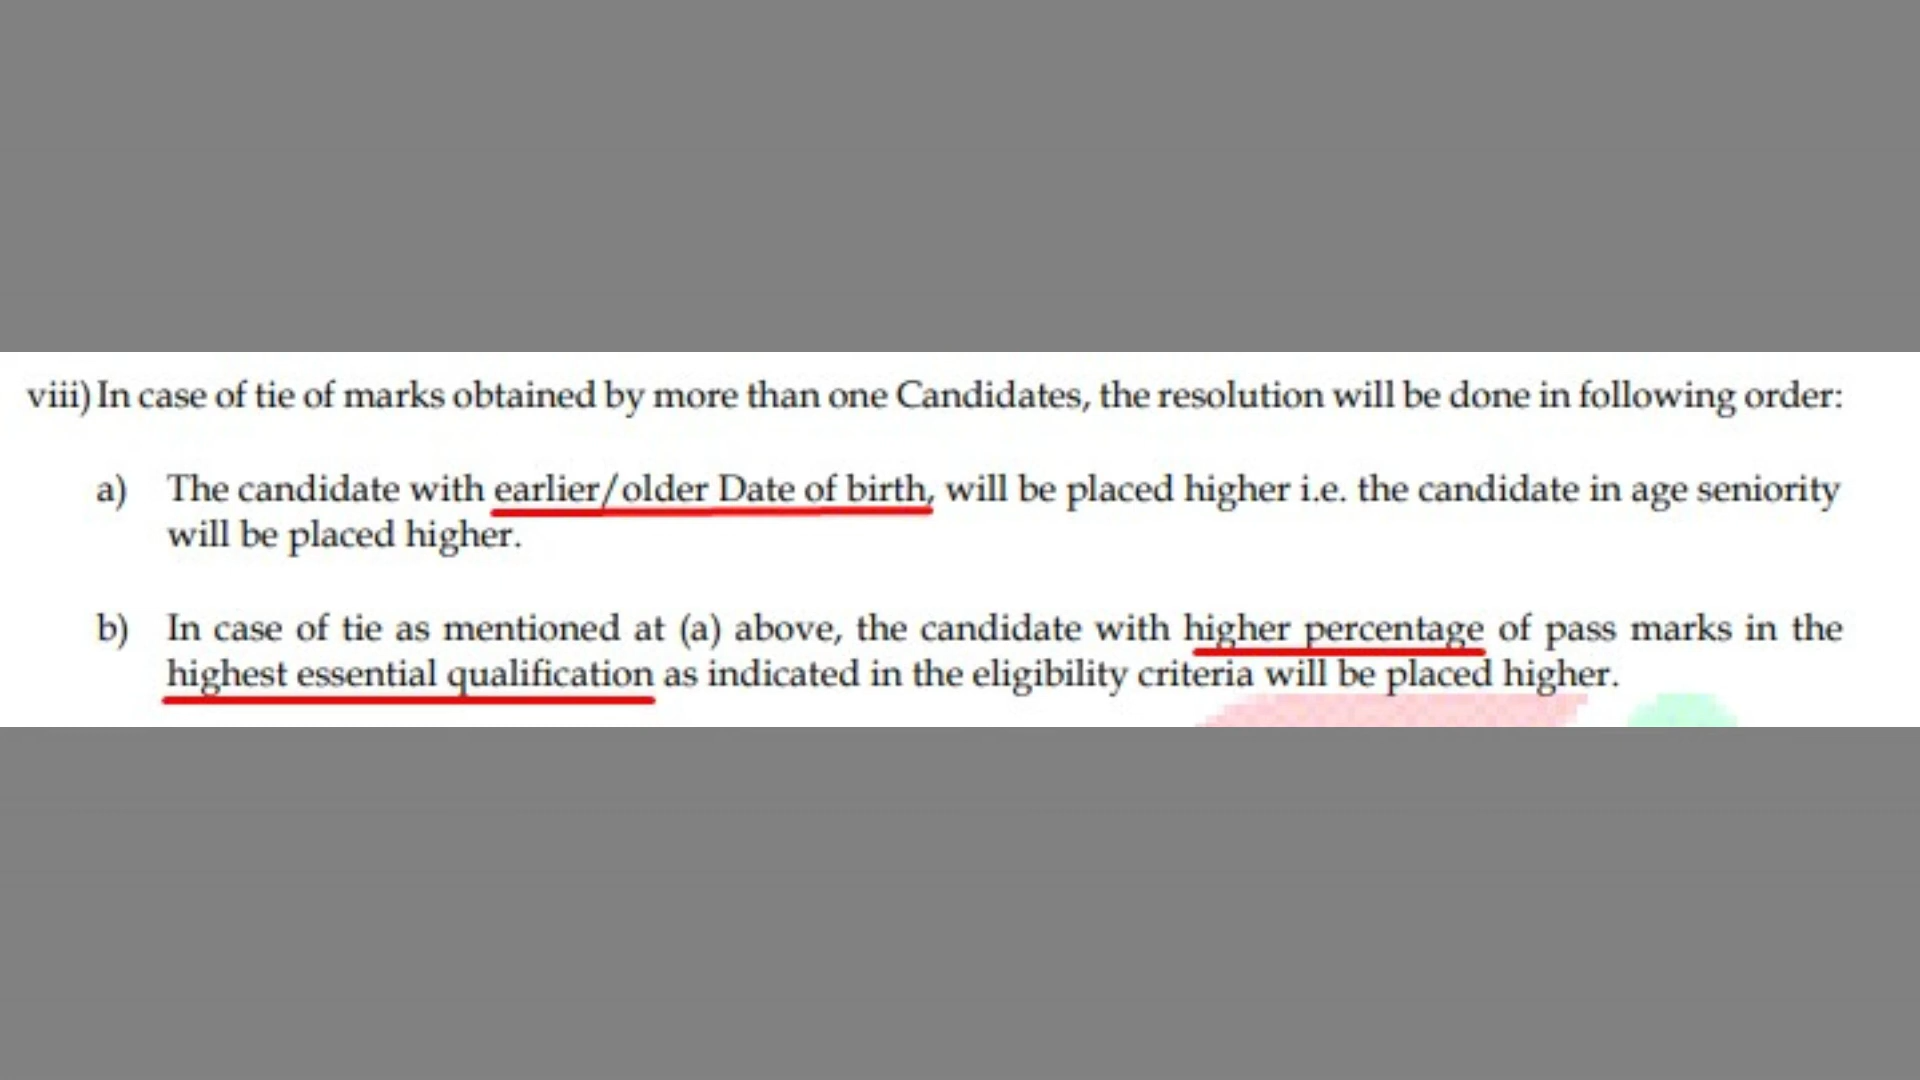 viii) In case of tie of marks obtained by more than one Candidates, the resolution will be done in following order:
a) The candidate with earlier/older Date of birth, will be placed higher i.e. the candidate in age seniority
will be placed higher.
b) In case of tie as mentioned at (a) above, the candidate with higher percentage of pass marks in the
highest essential qualification as indicated in the eligibility criteria will be placed higher.